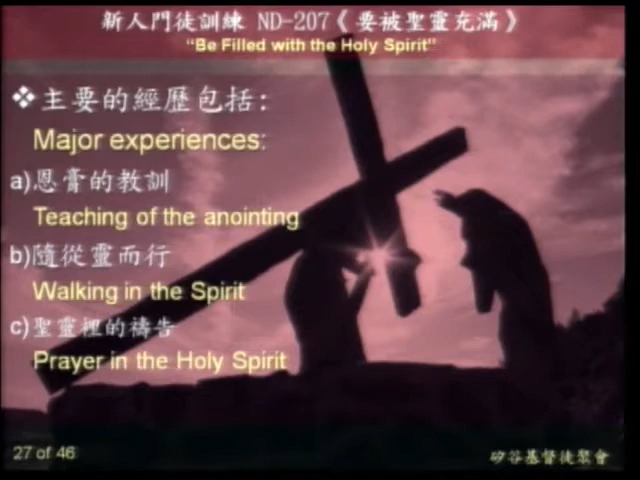 新人門徒訓練 ND-207《要被聖靈充滿》
“Be Filled with the Holy Spirit”
❖主要的經歷包括:
Major experiences:
a)恩膏的教訓
Teaching of the anointing
b)隨從靈而行
Walking in the Spirit
c)聖靈裡的禱告
Prayer in the Holy Spirit
27 of 46
矽谷基督徒聚會